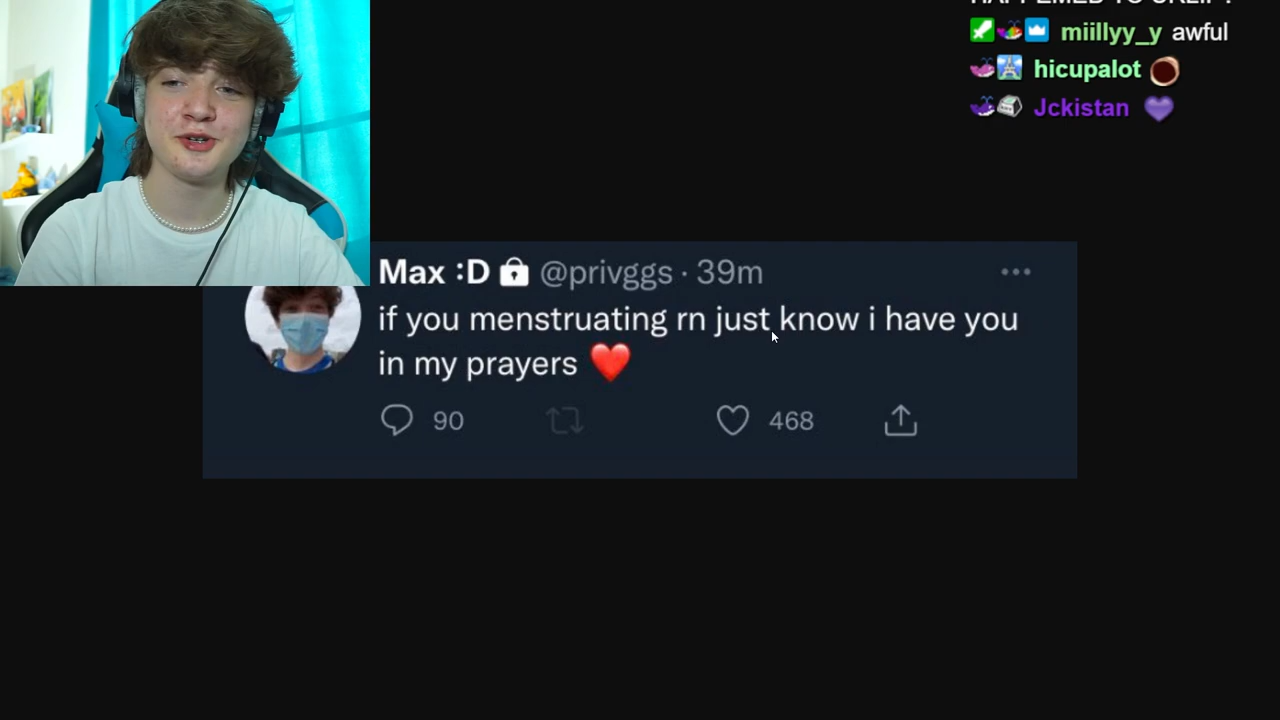 miillyy_y awful
hicupalot
Jckistan 💜
Max :D 🔒 @privggs · 39m
if you menstruating rn just know i have you
in my prayers ❤️
90 468